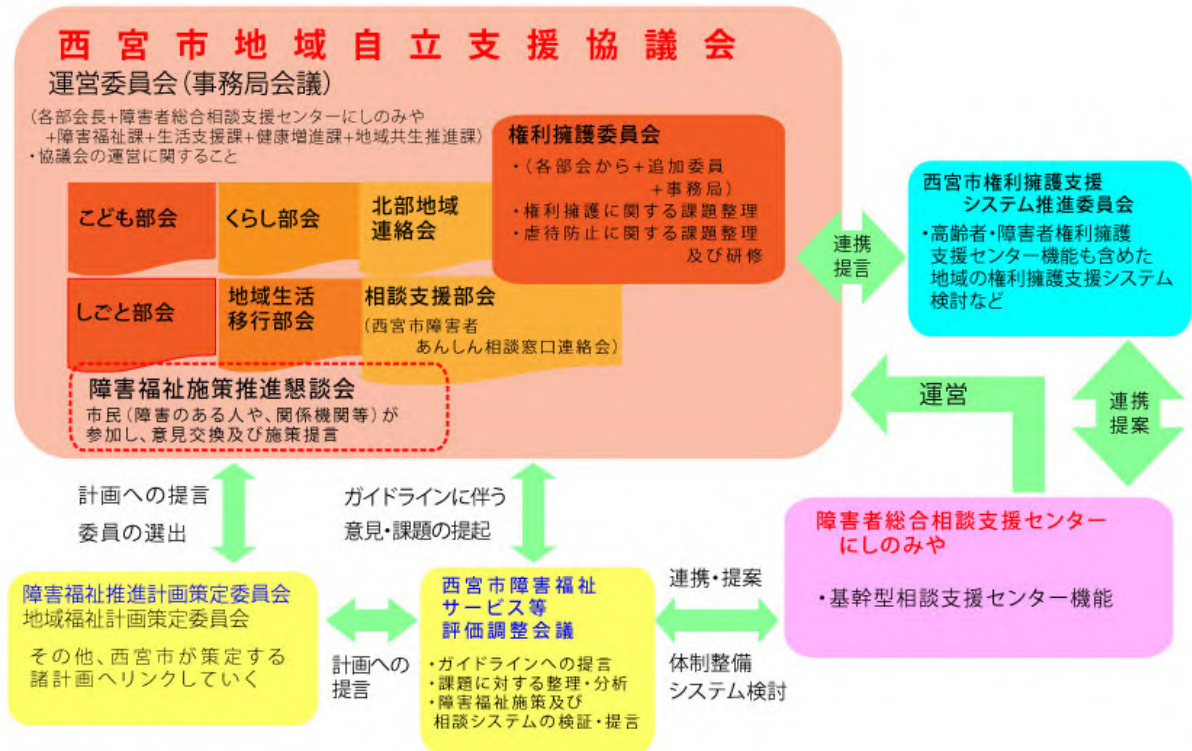 西宮市地域自立支援協議会
運営委員会(事務局会議)
(各部会長+障害者総合相談支援センターにしのみや
+障害福祉課+生活支援課+健康増進課+地域共生推進課)
・協議会の運営に関すること
権利擁護委員会
・(各部会から+追加委員
+事務局)
・権利擁護に関する課題整理
・虐待防止に関する課題整理
及び研修
こども部会
くらし部会
北部地域
連絡会
しごと部会
地域生活
移行部会
相談支援部会
(西宮市障害者
あんしん相談窓口連絡会)
障害福祉施策推進懇談会
市民(障害のある人や、関係機関等)が
参加し、意見交換及び施策提言
連携
提言
西宮市権利擁護支援
システム推進委員会
・高齢者・障害者権利擁護
支援センター機能も含めた
地域の権利擁護支援システム
検討など
運営
連携
提案
計画への提言
委員の選出
ガイドラインに伴う
意見・課題の提起
障害者総合相談支援センター
にしのみや
・基幹型相談支援センター機能
障害福祉推進計画策定委員会
地域福祉計画策定委員会
その他、西宮市が策定する
諸計画へリンクしていく
計画への
提言
西宮市障害福祉
サービス等
評価調整会議
・ガイドラインへの提言
・課題に対する整理・分析
・障害福祉施策及び
相談システムの検証・提言
連携・提案
体制整備
システム検討